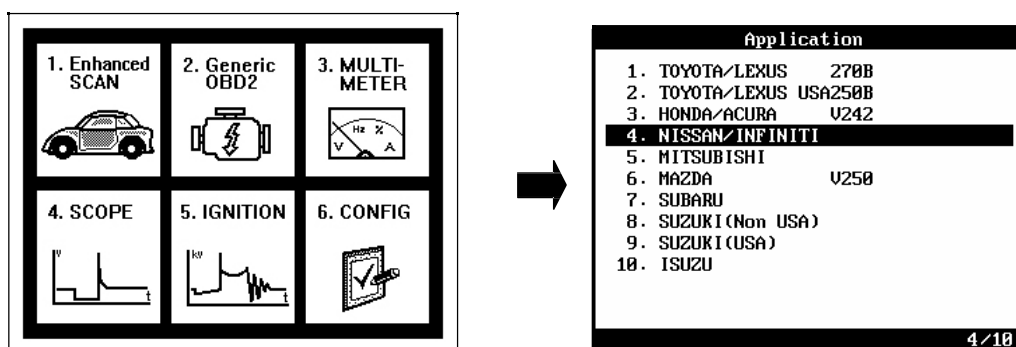 1. Enhanced
SCAN
2. Generic
OBD2
3. MULTI-
METER
Hz %
V A
4. SCOPE
V
t
5. IGNITION
kv
t
6. CONFIG
Application
1. TOYOTA/LEXUS 270B
2. TOYOTA/LEXUS USA250B
3. HONDA/ACURA V242
4. NISSAN/INFINITI
5. MITSUBISHI
6. MAZDA V250
7. SUBARU
8. SUZUKI(Non USA)
9. SUZUKI(USA)
10. ISUZU
4/10